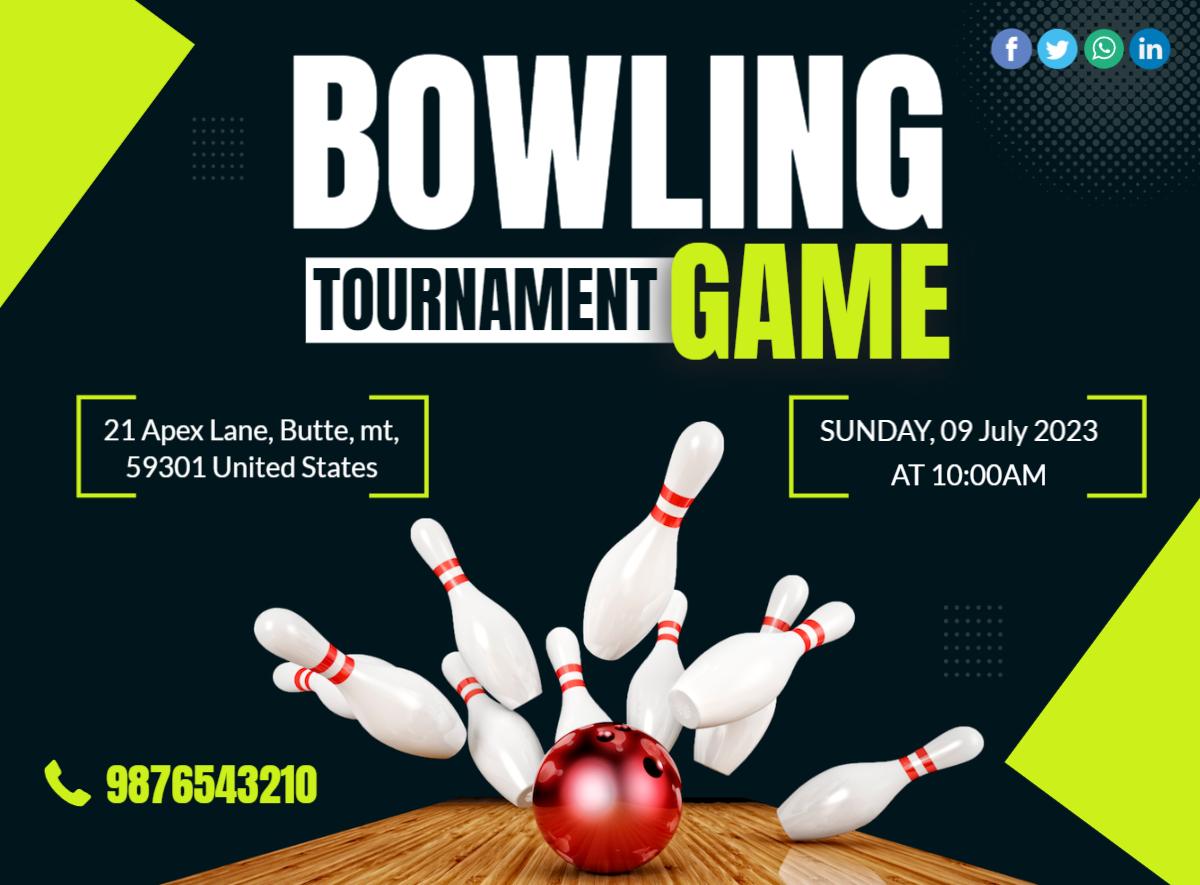 BOWLING
TOURNAMENT GAME
21 Apex Lane, Butte, mt,
59301 United States
SUNDAY, 09 July 2023
AT 10:00AM
9876543210
f
in